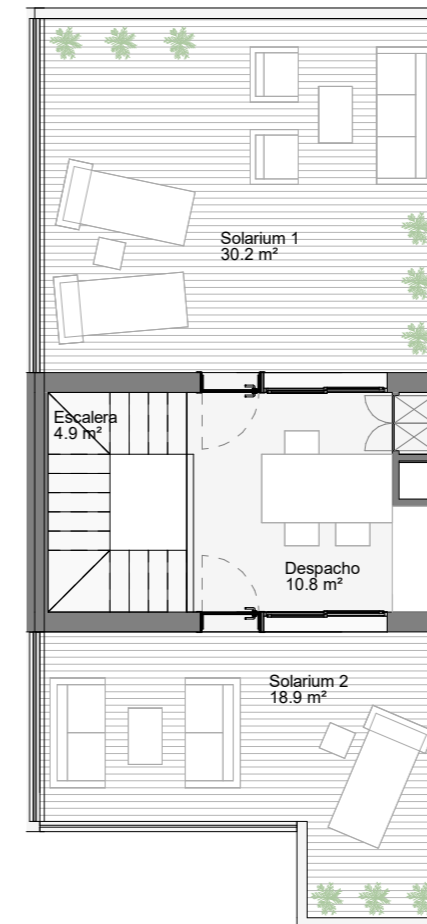 Solarium 1
30.2 m²
Escalera
4.9 m²
Despacho
10.8 m²
Solarium 2
18.9 m²